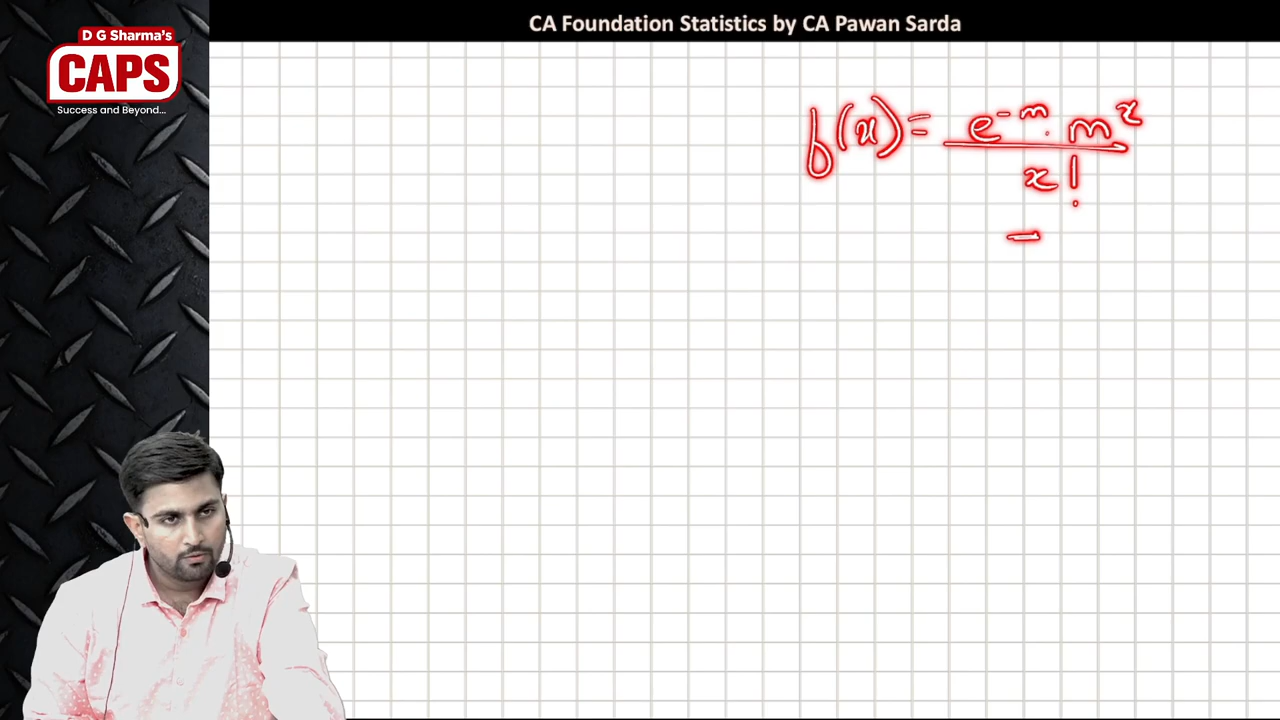 CA Foundation Statistics by CA Pawan Sarda
D G Sharma's
CAPS
Success and Beyond...
f(x) = e^{-m} . m^x
x!